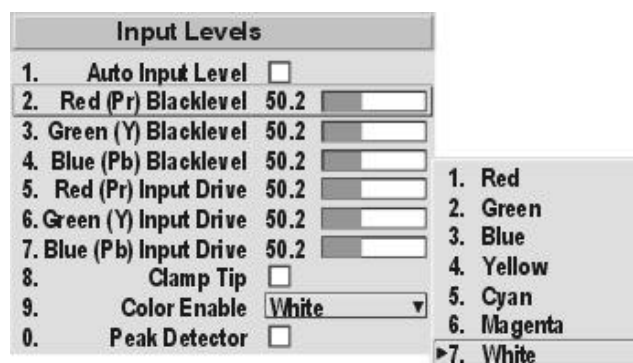 Input Levels
1. Auto Input Level
2. Red (Pr) Blacklevel 50.2
3. Green (Y) Blacklevel 50.2
4. Blue (Pb) Blacklevel 50.2
5. Red (Pr) Input Drive 50.2
6. Green (Y) Input Drive 50.2
7. Blue (Pb) Input Drive 50.2
8. Clamp Tip
9. Color Enable White
0. Peak Detector
1. Red
2. Green
3. Blue
4. Yellow
5. Cyan
6. Magenta
7. White